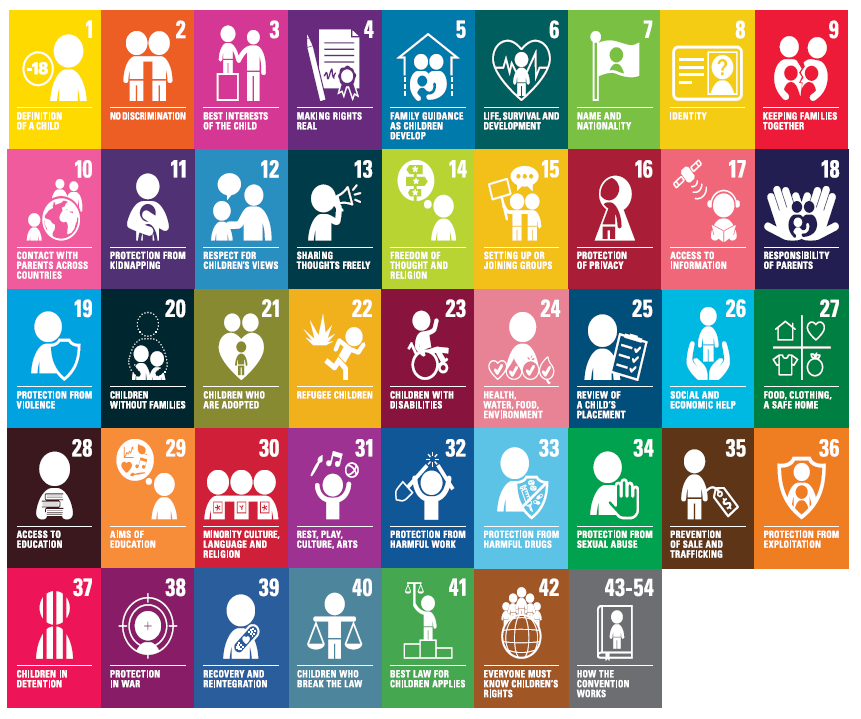 1
-18
DEFINITION
OF A CHILD
2
NO DISCRIMINATION
3
BEST INTERESTS
OF THE CHILD
4
MAKING RIGHTS
REAL
5
FAMILY GUIDANCE
AS CHILDREN
DEVELOP
6
LIFE, SURVIVAL AND
DEVELOPMENT
7
NAME AND
NATIONALITY
8
?
IDENTITY
9
KEEPING FAMILIES
TOGETHER
10
CONTACT WITH
PARENTS ACROSS
COUNTRIES
11
PROTECTION FROM
KIDNAPPING
12
RESPECT FOR
CHILDREN'S VIEWS
13
SHARING
THOUGHTS FREELY
14
FREEDOM OF
THOUGHT AND
RELIGION
15
SETTING UP OR
JOINING GROUPS
16
PROTECTION
OF PRIVACY
17
ACCESS TO
INFORMATION
18
RESPONSIBILITY
OF PARENTS
19
PROTECTION FROM
VIOLENCE
20
CHILDREN
WITHOUT FAMILIES
21
CHILDREN WHO
ARE ADOPTED
22
REFUGEE CHILDREN
23
CHILDREN WITH
DISABILITIES
24
HEALTH,
WATER, FOOD,
ENVIRONMENT
25
REVIEW OF
A CHILD'S
PLACEMENT
26
SOCIAL AND
ECONOMIC HELP
27
FOOD, CLOTHING,
A SAFE HOME
28
ACCESS TO
EDUCATION
29
AIMS OF
EDUCATION
30
MINORITY CULTURE,
LANGUAGE AND
RELIGION
31
REST, PLAY,
CULTURE, ARTS
32
PROTECTION FROM
HARMFUL WORK
33
PROTECTION FROM
HARMFUL DRUGS
34
PROTECTION FROM
SEXUAL ABUSE
35
$
PREVENTION
OF SALE AND
TRAFFICKING
36
PROTECTION FROM
EXPLOITATION
37
CHILDREN IN
DETENTION
38
PROTECTION
IN WAR
39
RECOVERY AND
REINTEGRATION
40
CHILDREN WHO
BREAK THE LAW
41
BEST LAW FOR
CHILDREN APPLIES
42
EVERYONE MUST
KNOW CHILDREN'S
RIGHTS
43-54
HOW THE
CONVENTION
WORKS